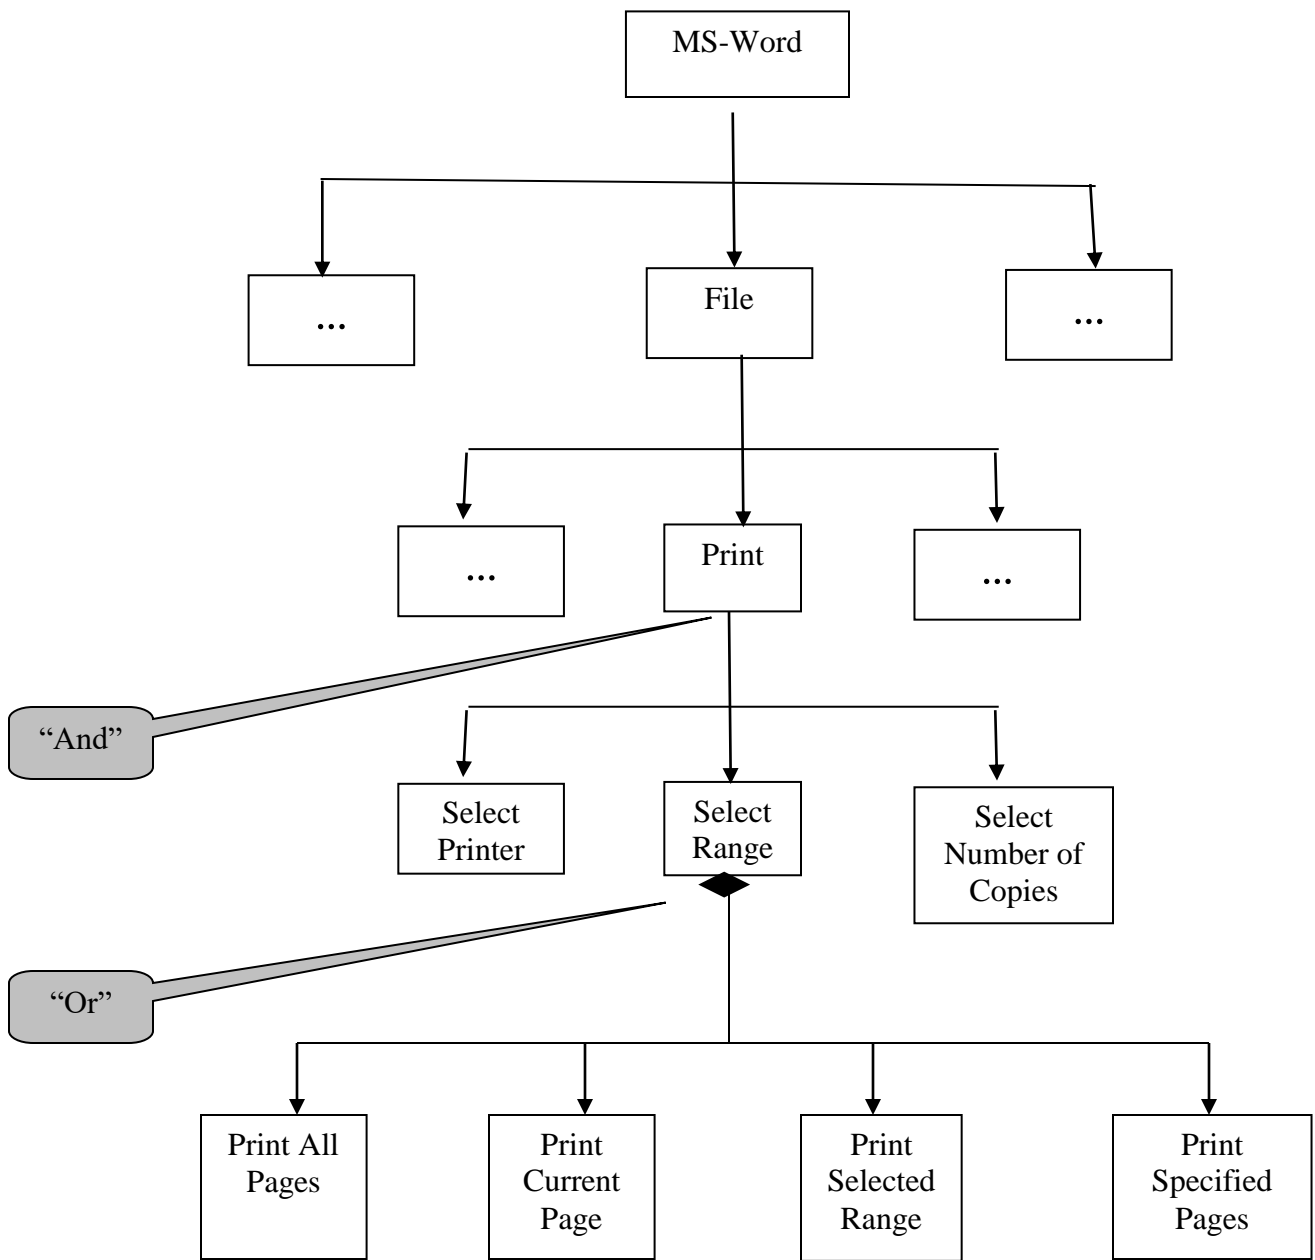 MS-Word
...
File
...
...
Print
...
“And”
Select
Printer
Select
Range
Select
Number of
Copies
“Or”
Print All
Pages
Print
Current
Page
Print
Selected
Range
Print
Specified
Pages